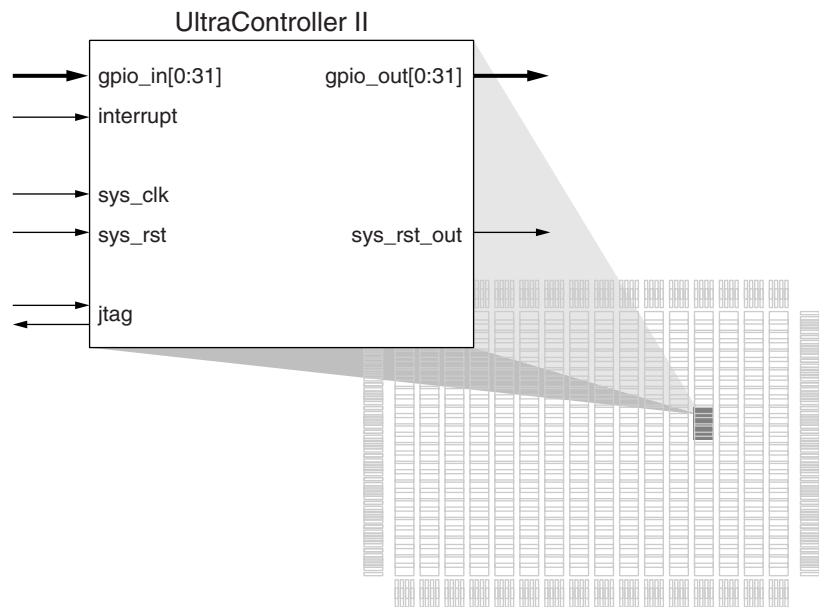 UltraController II
gpio_in[0:31] gpio_out[0:31]
interrupt
sys_clk
sys_rst sys_rst_out
jtag